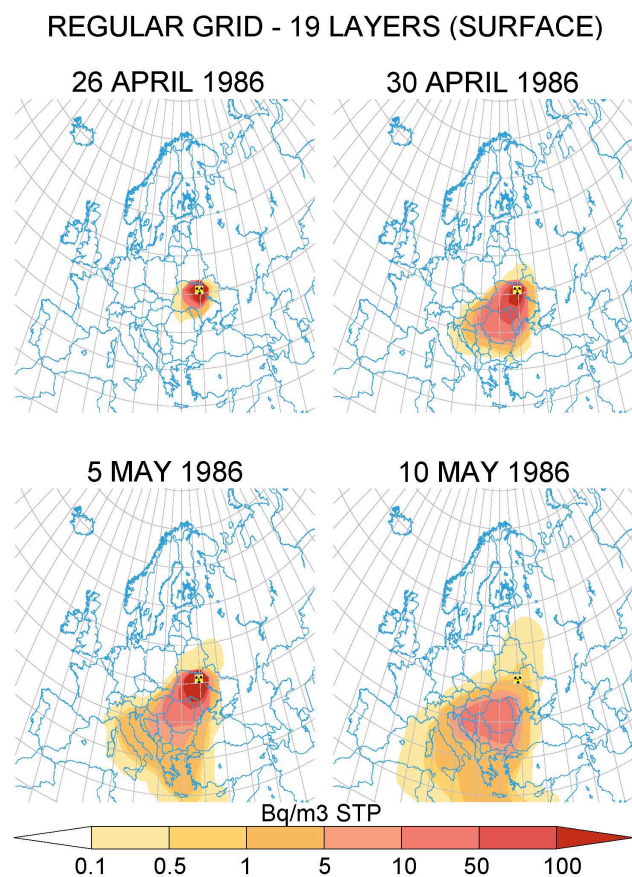 REGULAR GRID - 19 LAYERS (SURFACE)
26 APRIL 1986
30 APRIL 1986
5 MAY 1986
10 MAY 1986
Bq/m3 STP
0.1 0.5 1 5 10 50 100